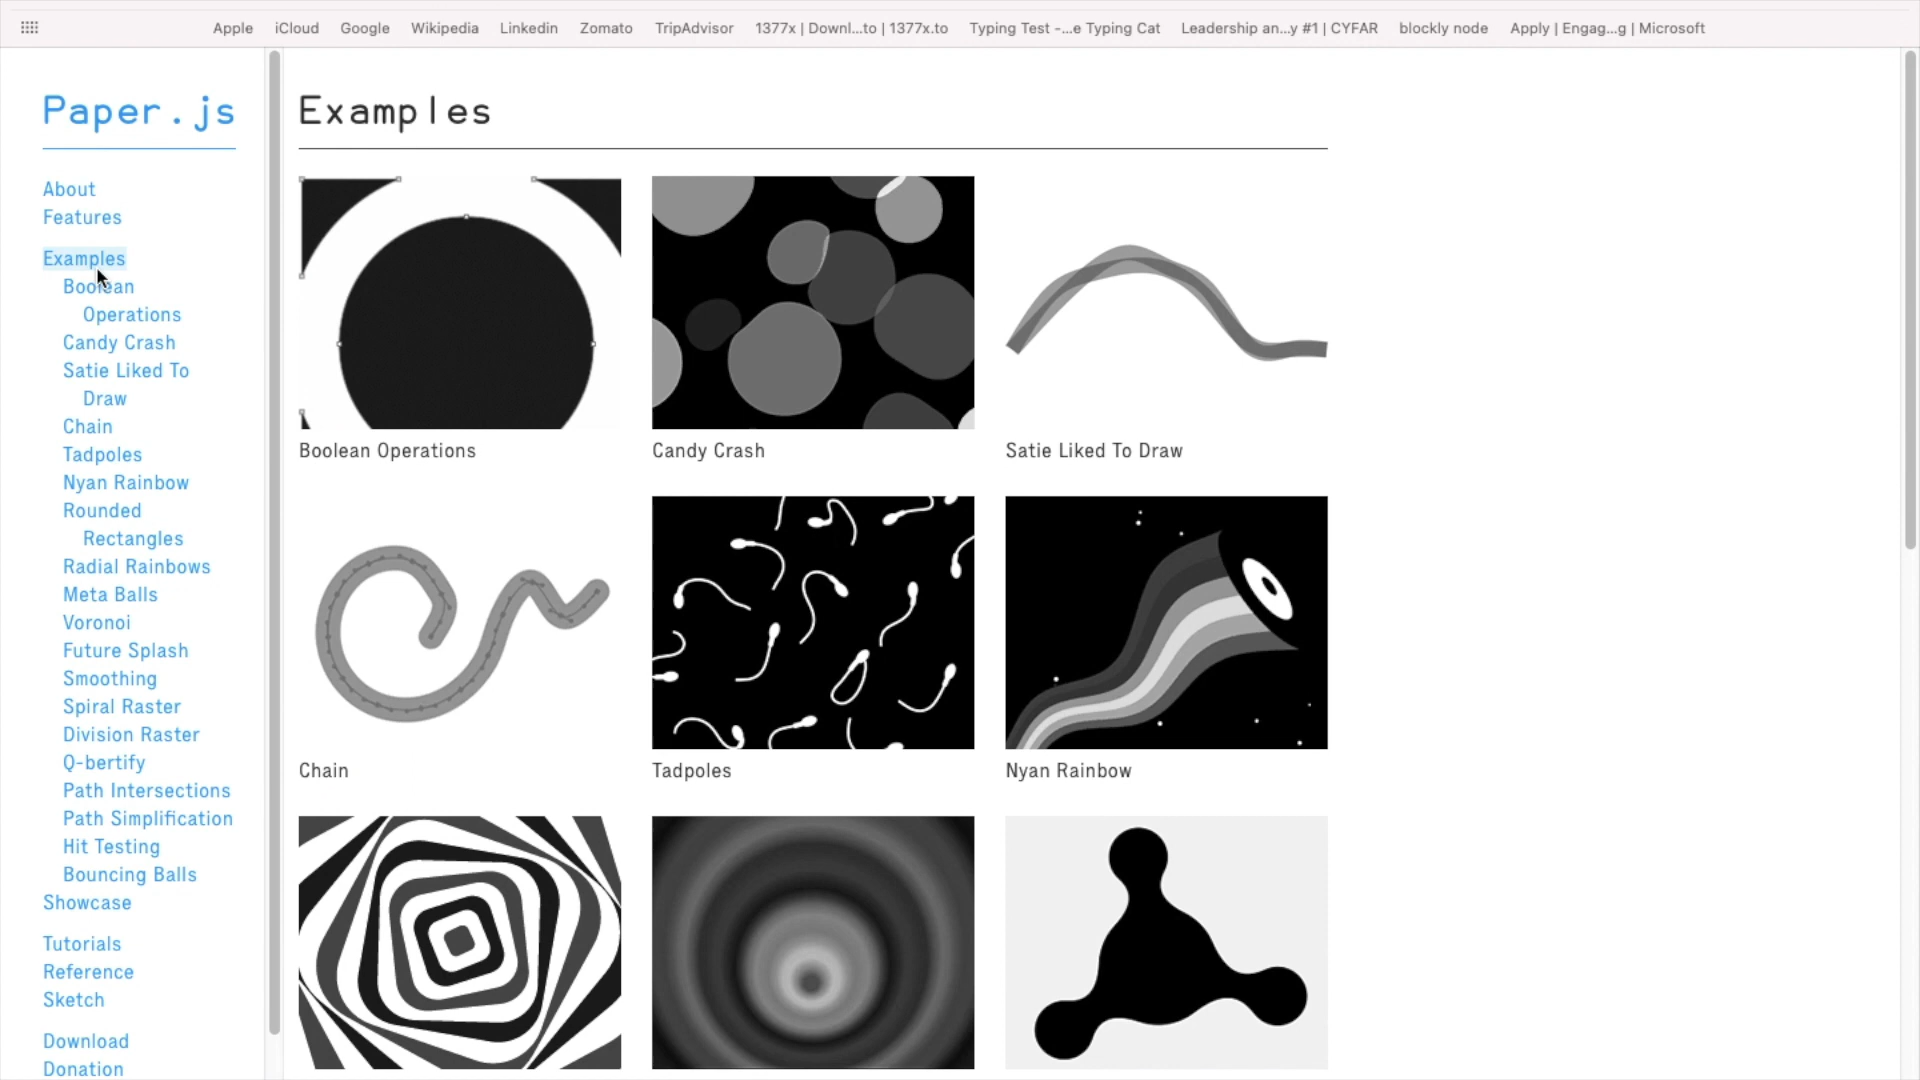 Apple iCloud Google Wikipedia Linkedin Zomato TripAdvisor 1377x | Downl...to | 1377x.to Typing Test -...e Typing Cat Leadership an...y #1 | CYFAR blockly node Apply | Engag...g | Microsoft
Paper.js
About
Features
Examples
Boolean
Operations
Candy Crash
Satie Liked To
Draw
Chain
Tadpoles
Nyan Rainbow
Rounded
Rectangles
Radial Rainbows
Meta Balls
Voronoi
Future Splash
Smoothing
Spiral Raster
Division Raster
Q-bertify
Path Intersections
Path Simplification
Hit Testing
Bouncing Balls
Showcase
Tutorials
Reference
Sketch
Download
Donation
Examples
Boolean Operations
Candy Crash
Satie Liked To Draw
Chain
Tadpoles
Nyan Rainbow